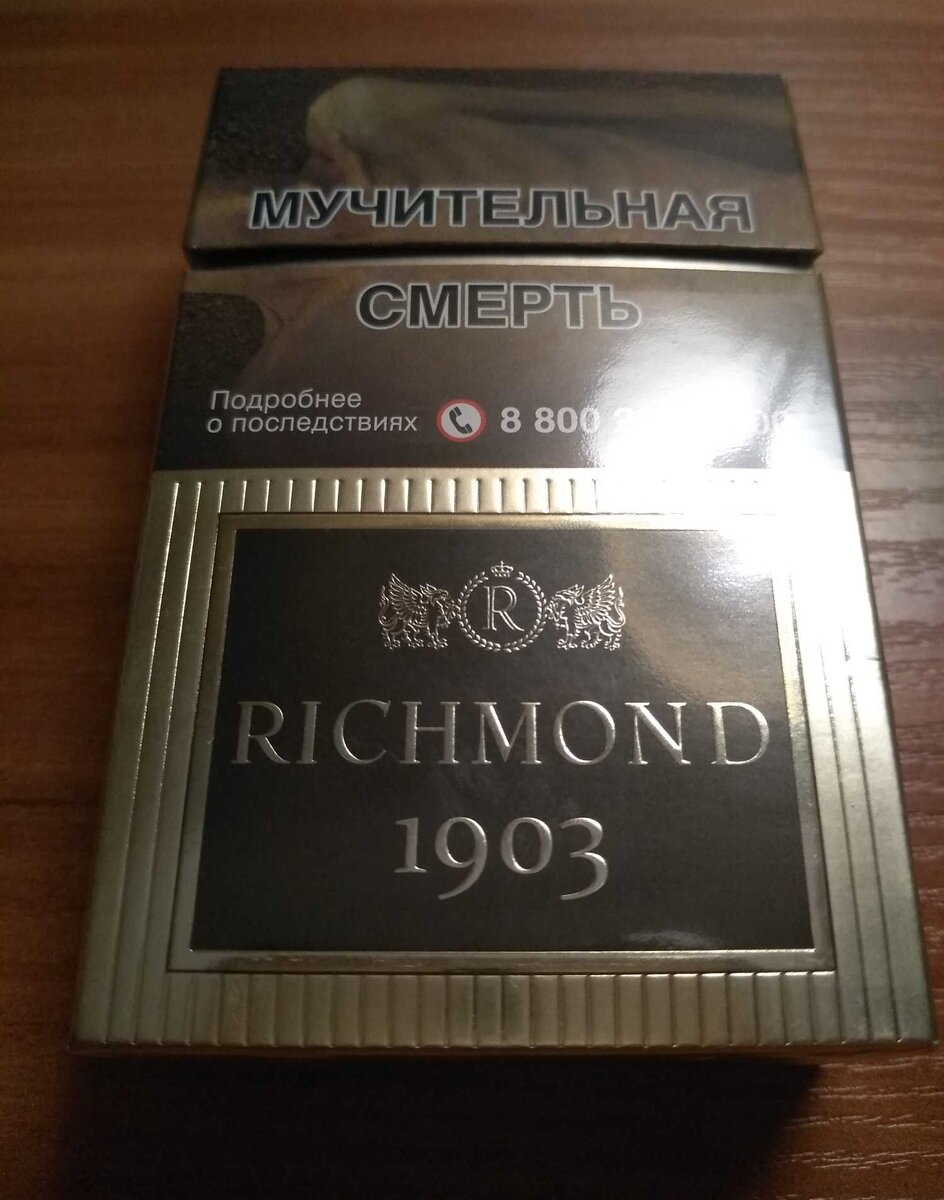 МУЧИТЕЛЬНАЯ
СМЕРТЬ
Подробнее
о последствиях 8 800
R
RICHMOND
1903